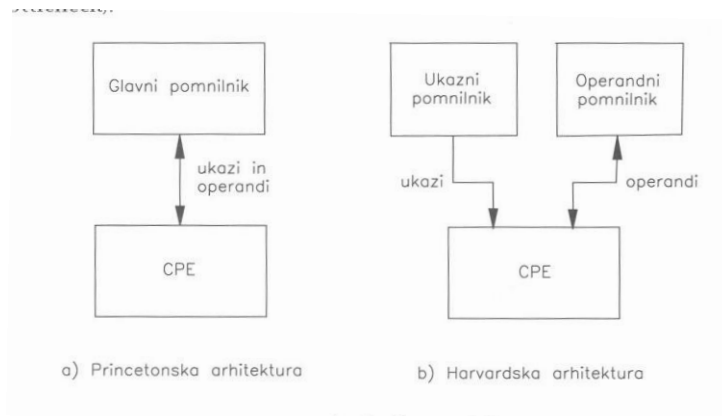 Glavni pomnilnik
ukazi in
operandi
CPE
a) Princetonska arhitektura
Ukazni
pomnilnik
Operandni
pomnilnik
ukazi
operandi
CPE
b) Harvardska arhitektura